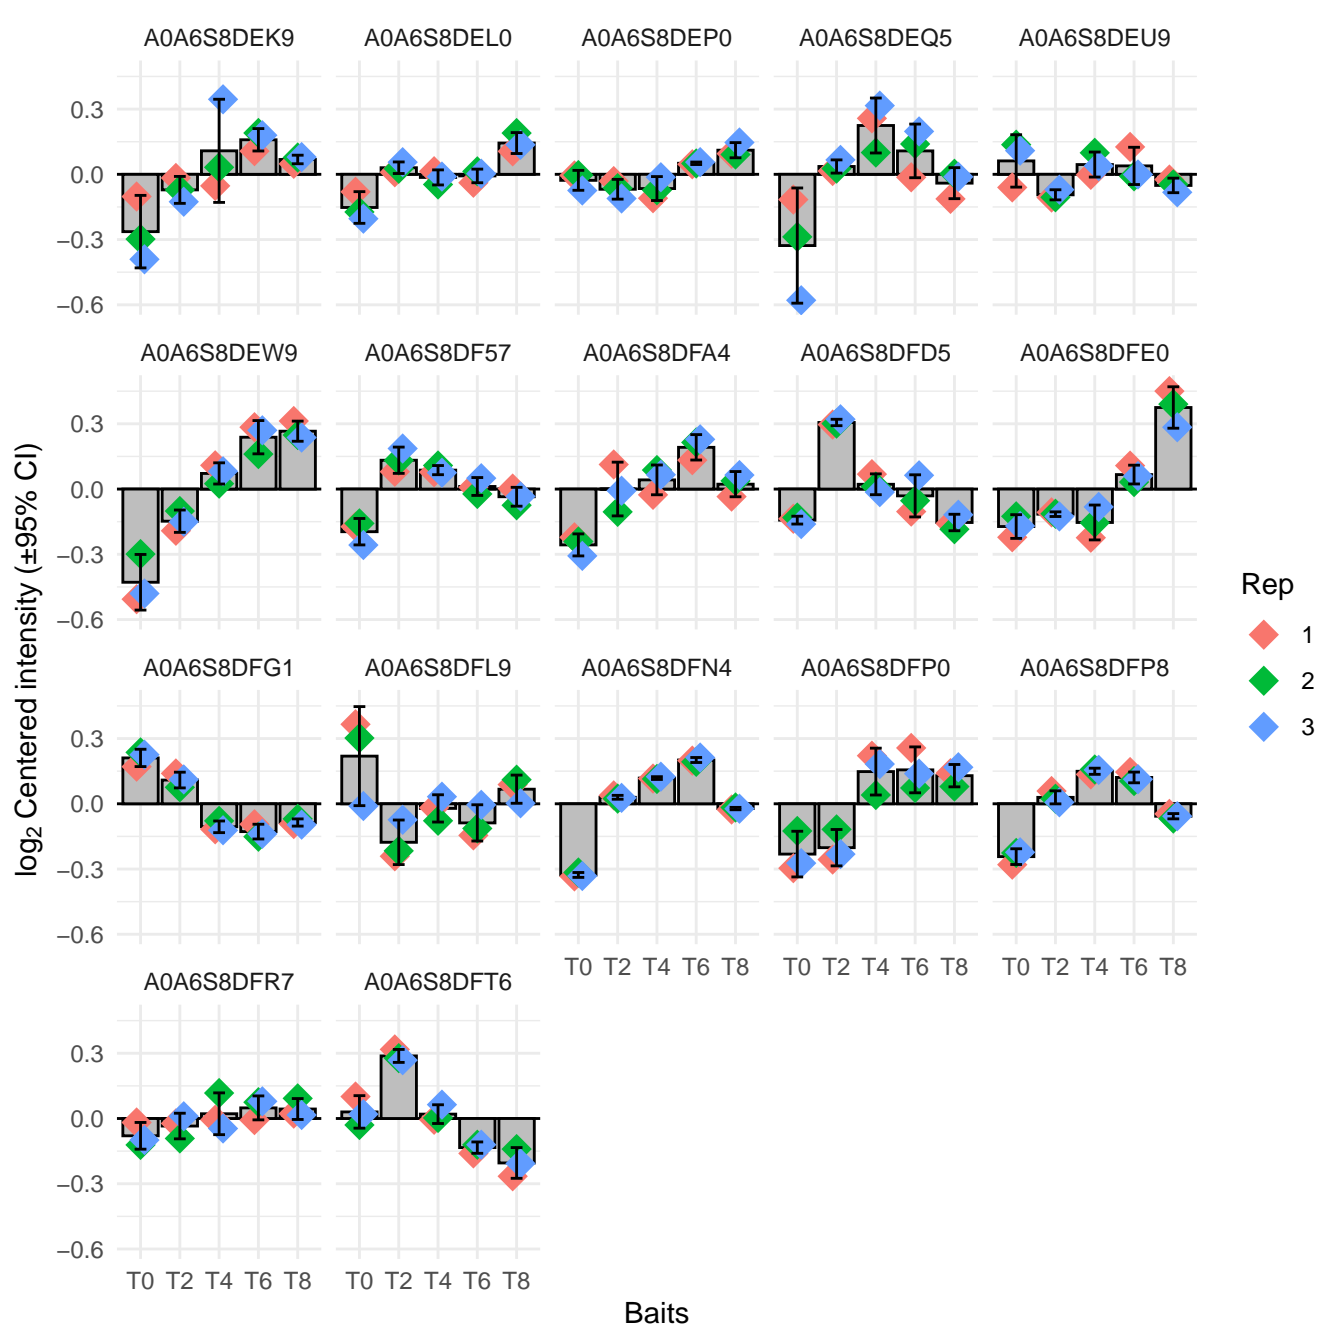 A0A6S8DEK9 A0A6S8DEL0 A0A6S8DEP0 A0A6S8DEQ5 A0A6S8DEU9
0.3
0.0
−0.3
−0.6
A0A6S8DEW9 A0A6S8DF57 A0A6S8DFA4 A0A6S8DFD5 A0A6S8DFE0
0.3
0.0
−0.3
−0.6
A0A6S8DFG1 A0A6S8DFL9 A0A6S8DFN4 A0A6S8DFP0 A0A6S8DFP8
0.3
0.0
−0.3
−0.6
T0 T2 T4 T6 T8 T0 T2 T4 T6 T8 T0 T2 T4 T6 T8
A0A6S8DFR7 A0A6S8DFT6
0.3
0.0
−0.3
−0.6
T0 T2 T4 T6 T8 T0 T2 T4 T6 T8
Baits
log₂ Centered intensity (±95% CI)
Rep
1
2
3